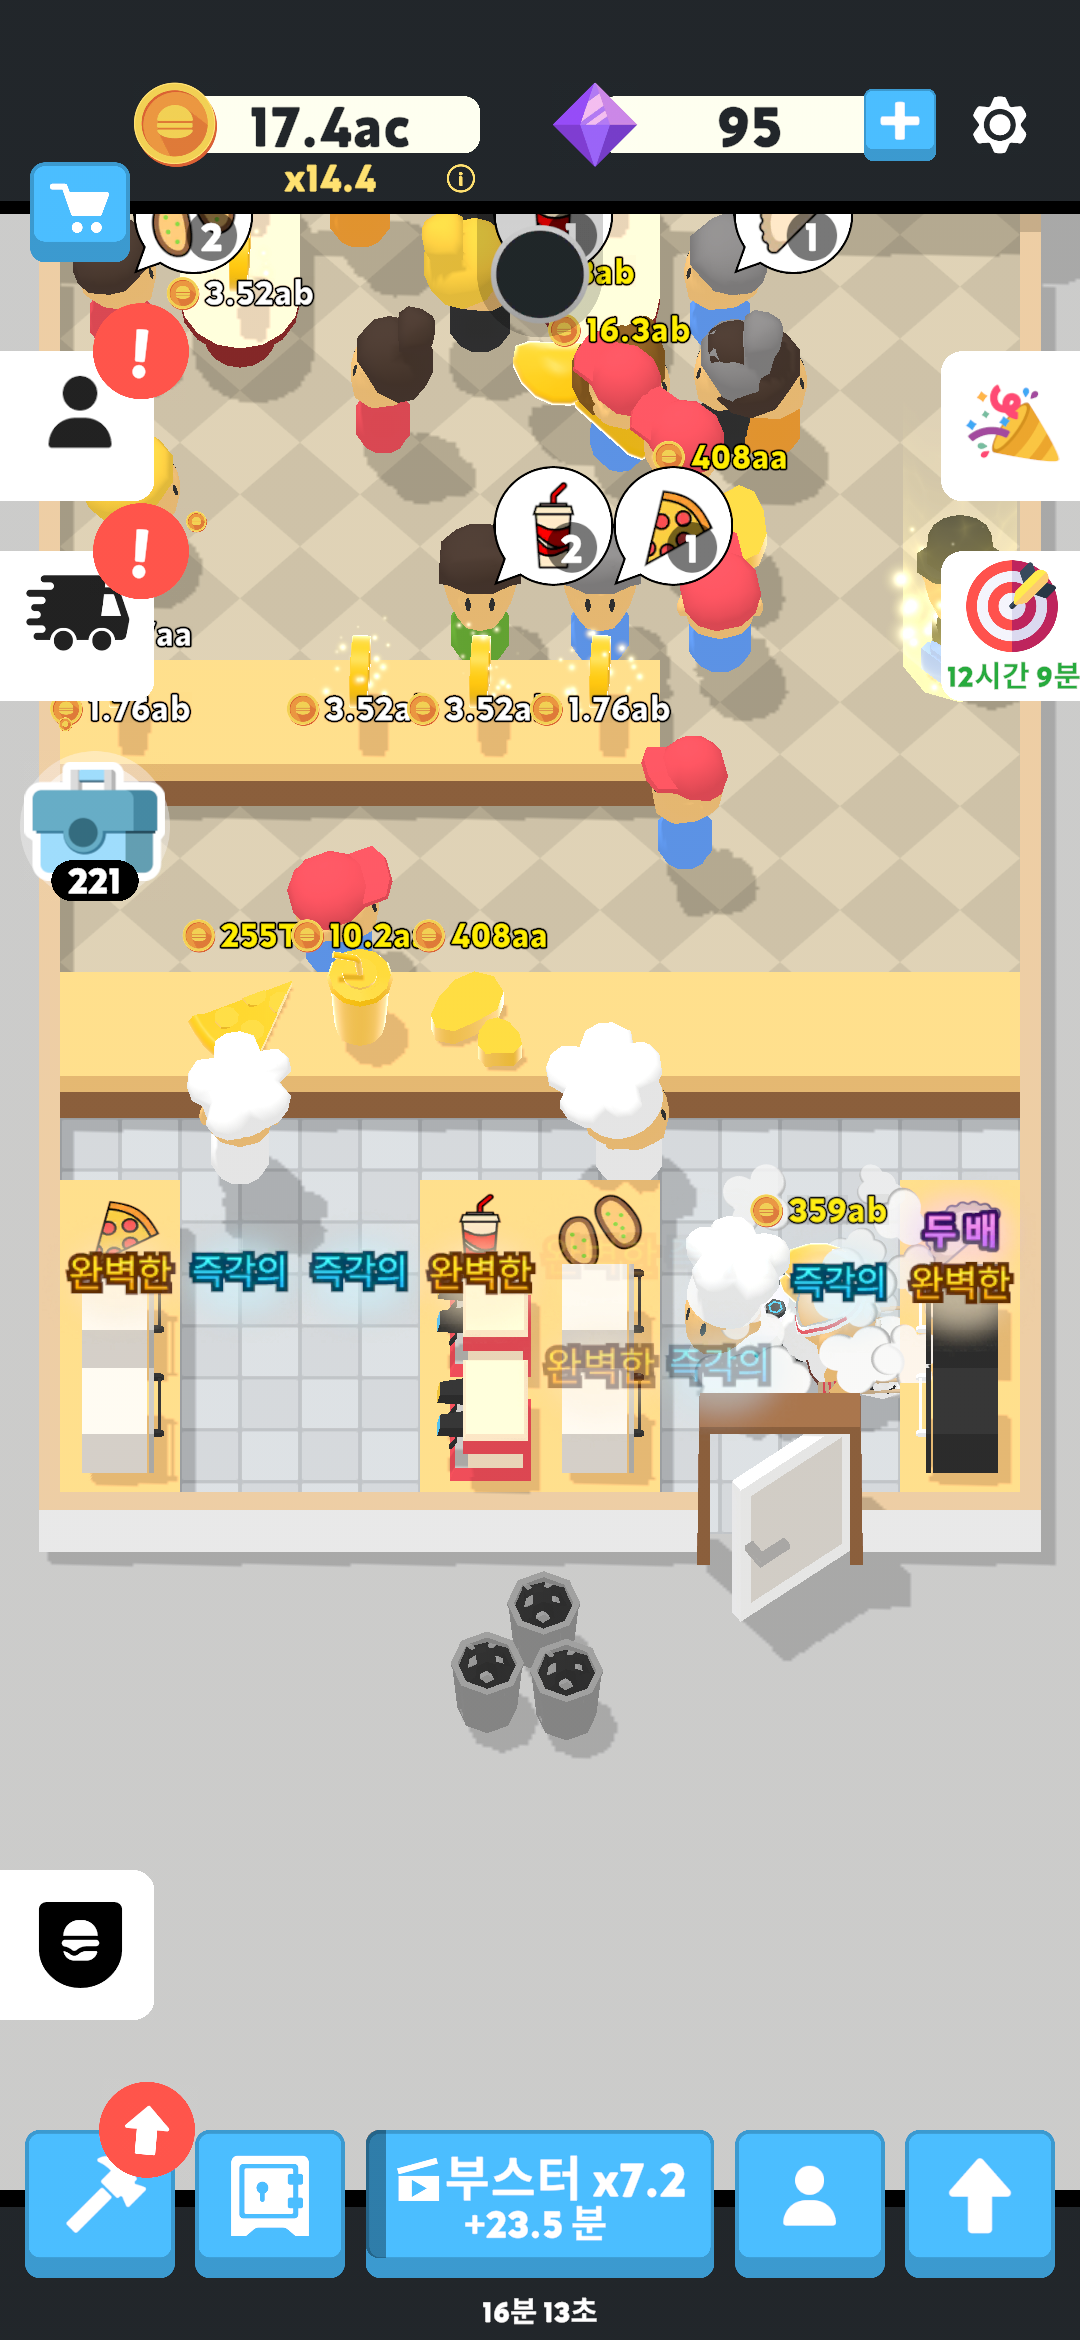 17.4ac
95
x14.4
2
1
1
3.52ab
16.3ab
408aa
2
1
12시간 9분
1.76ab
3.52a
3.52a
1.76ab
221
255T
10.2a
408aa
359ab
두 배
완벽한
즉각의
즉각의
완벽한
즉각의
완벽한
완벽한
즉각의
부스터 x7.2
+23.5 분
16분 13초